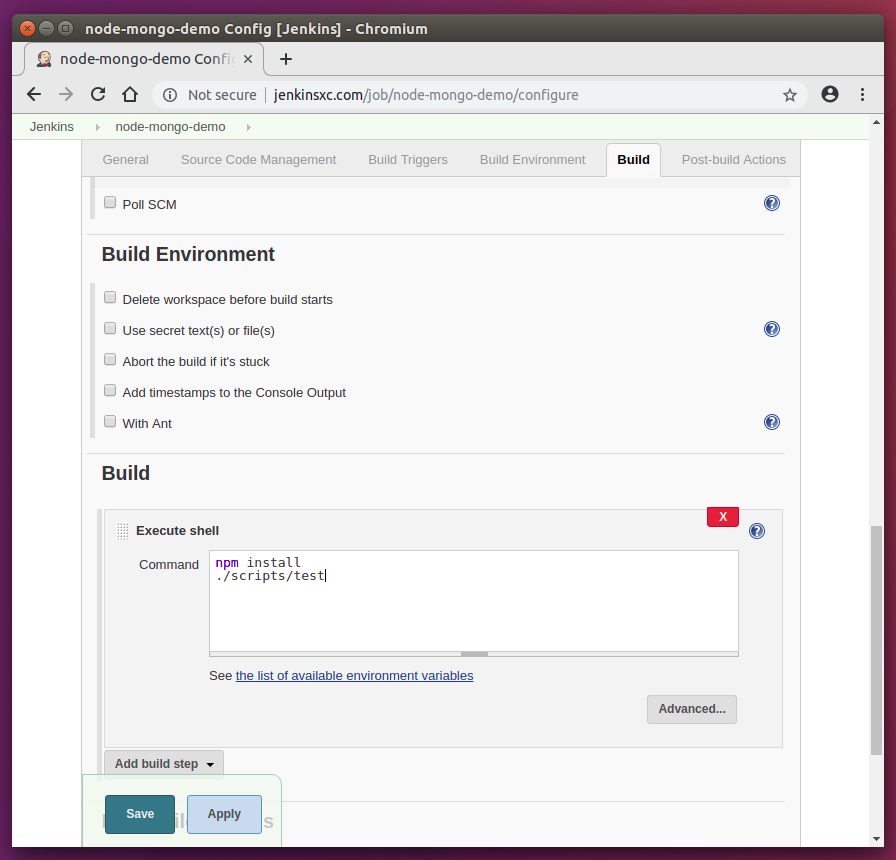 node-mongo-demo Config [Jenkins] - Chromium
node-mongo-demo Config
Not secure | jenkinsxc.com/job/node-mongo-demo/configure
Jenkins node-mongo-demo
General Source Code Management Build Triggers Build Environment Build Post-build Actions
Poll SCM
Build Environment
Delete workspace before build starts
Use secret text(s) or file(s)
Abort the build if it's stuck
Add timestamps to the Console Output
With Ant
Build
X
Execute shell
Command
npm install
./scripts/test
See the list of available environment variables
Advanced...
Add build step
Save Apply